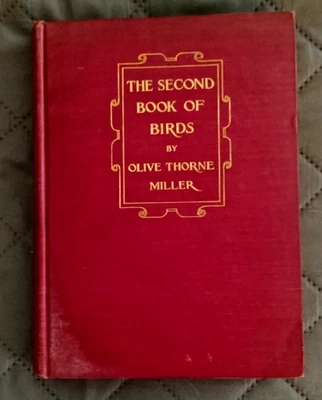 THE SECOND
BOOK OF
BIRDS
BY
OLIVE THORNE
MILLER